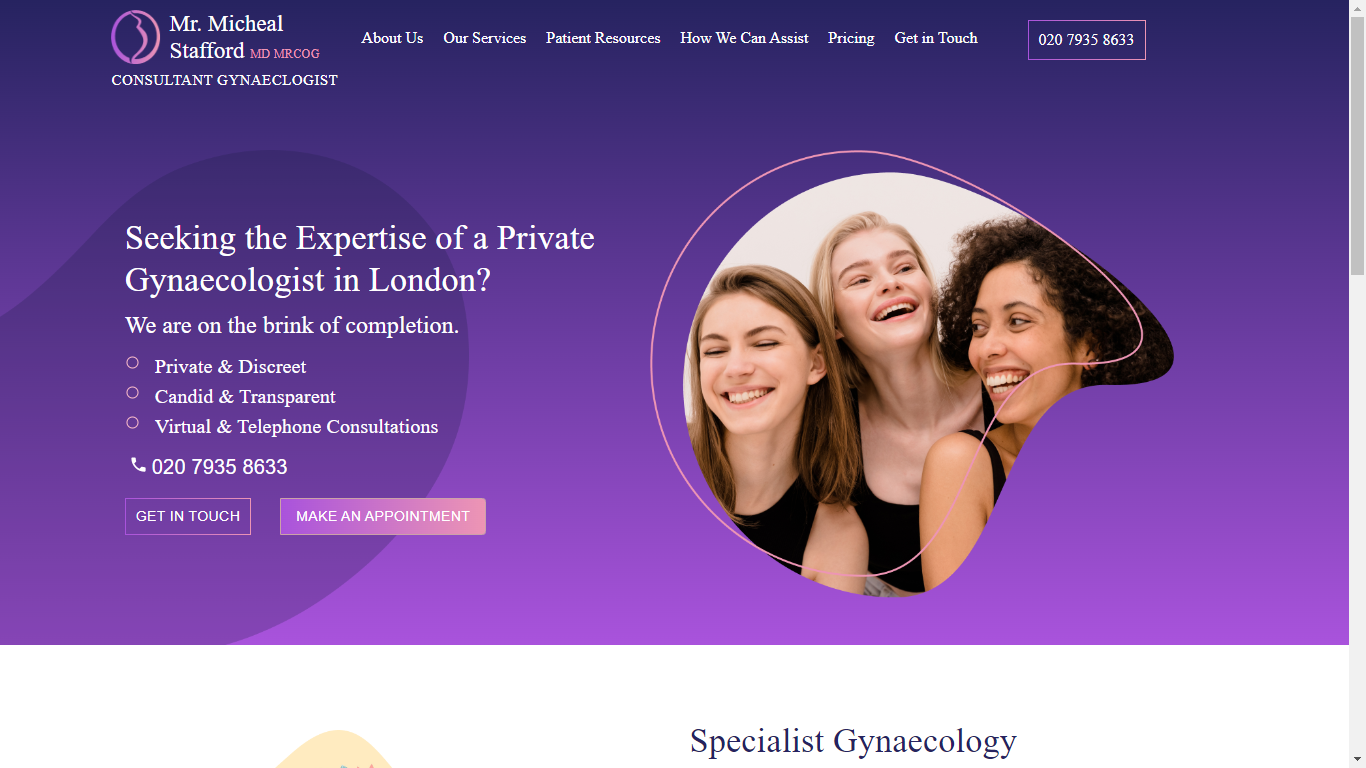 Mr. Micheal
Stafford MD MRCOG
CONSULTANT GYNAECLOGIST
About Us
Our Services
Patient Resources
How We Can Assist
Pricing
Get in Touch
020 7935 8633
Seeking the Expertise of a Private
Gynaecologist in London?
We are on the brink of completion.
Private & Discreet
Candid & Transparent
Virtual & Telephone Consultations
020 7935 8633
GET IN TOUCH
MAKE AN APPOINTMENT
Specialist Gynaecology